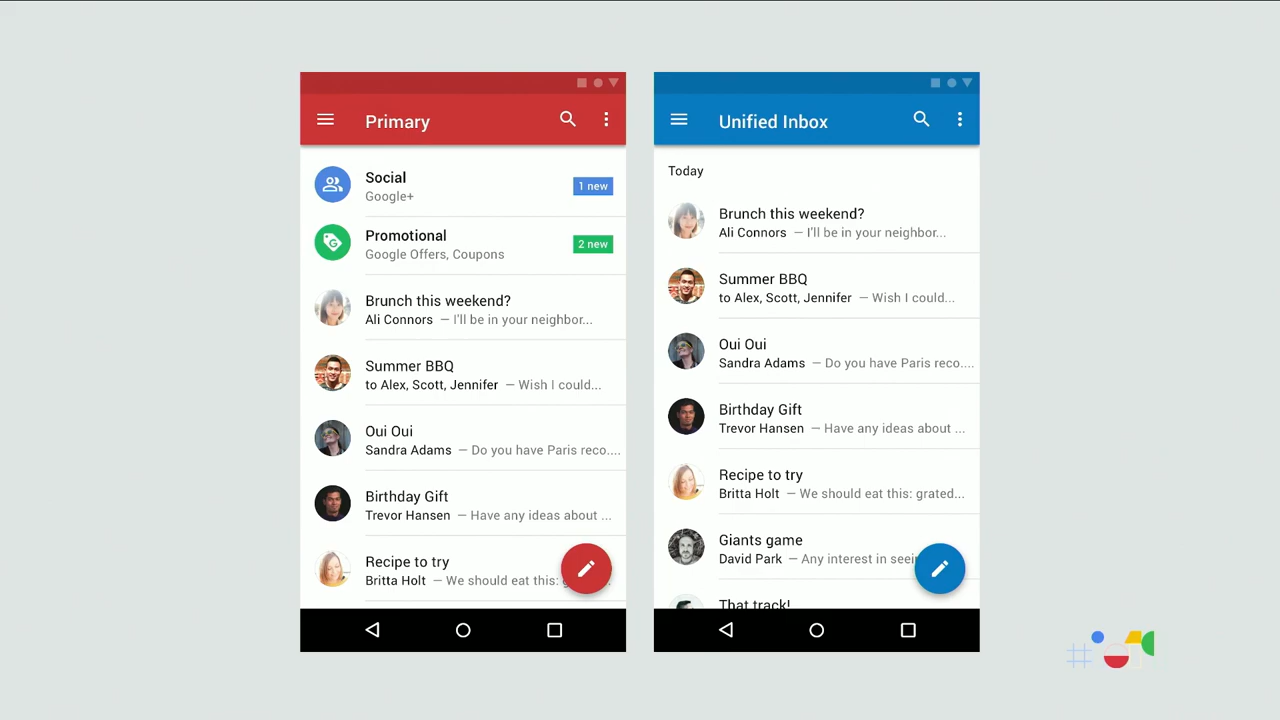 Primary
Social
Google+
1 new
Promotional
Google Offers, Coupons
2 new
Brunch this weekend?
Ali Connors — I'll be in your neighbor...
Summer BBQ
to Alex, Scott, Jennifer — Wish I could...
Oui Oui
Sandra Adams — Do you have Paris reco....
Birthday Gift
Trevor Hansen — Have any ideas about ...
Recipe to try
Britta Holt — We should eat this:
Unified Inbox
Today
Brunch this weekend?
Ali Connors — I'll be in your neighbor...
Summer BBQ
to Alex, Scott, Jennifer — Wish I could...
Oui Oui
Sandra Adams — Do you have Paris reco....
Birthday Gift
Trevor Hansen — Have any ideas about ...
Recipe to try
Britta Holt — We should eat this: grated...
Giants game
David Park — Any interest in
That track!